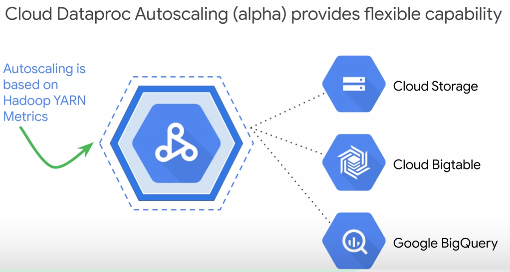 Cloud Dataproc Autoscaling (alpha) provides flexible capability
Autoscaling is
based on
Hadoop YARN
Metrics
Cloud Storage
Cloud Bigtable
Google BigQuery